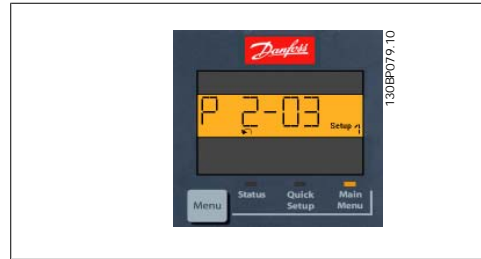 Danfoss
P 2-03
Setup 1
Status
Quick Setup
Main Menu
Menu
130BP079.10